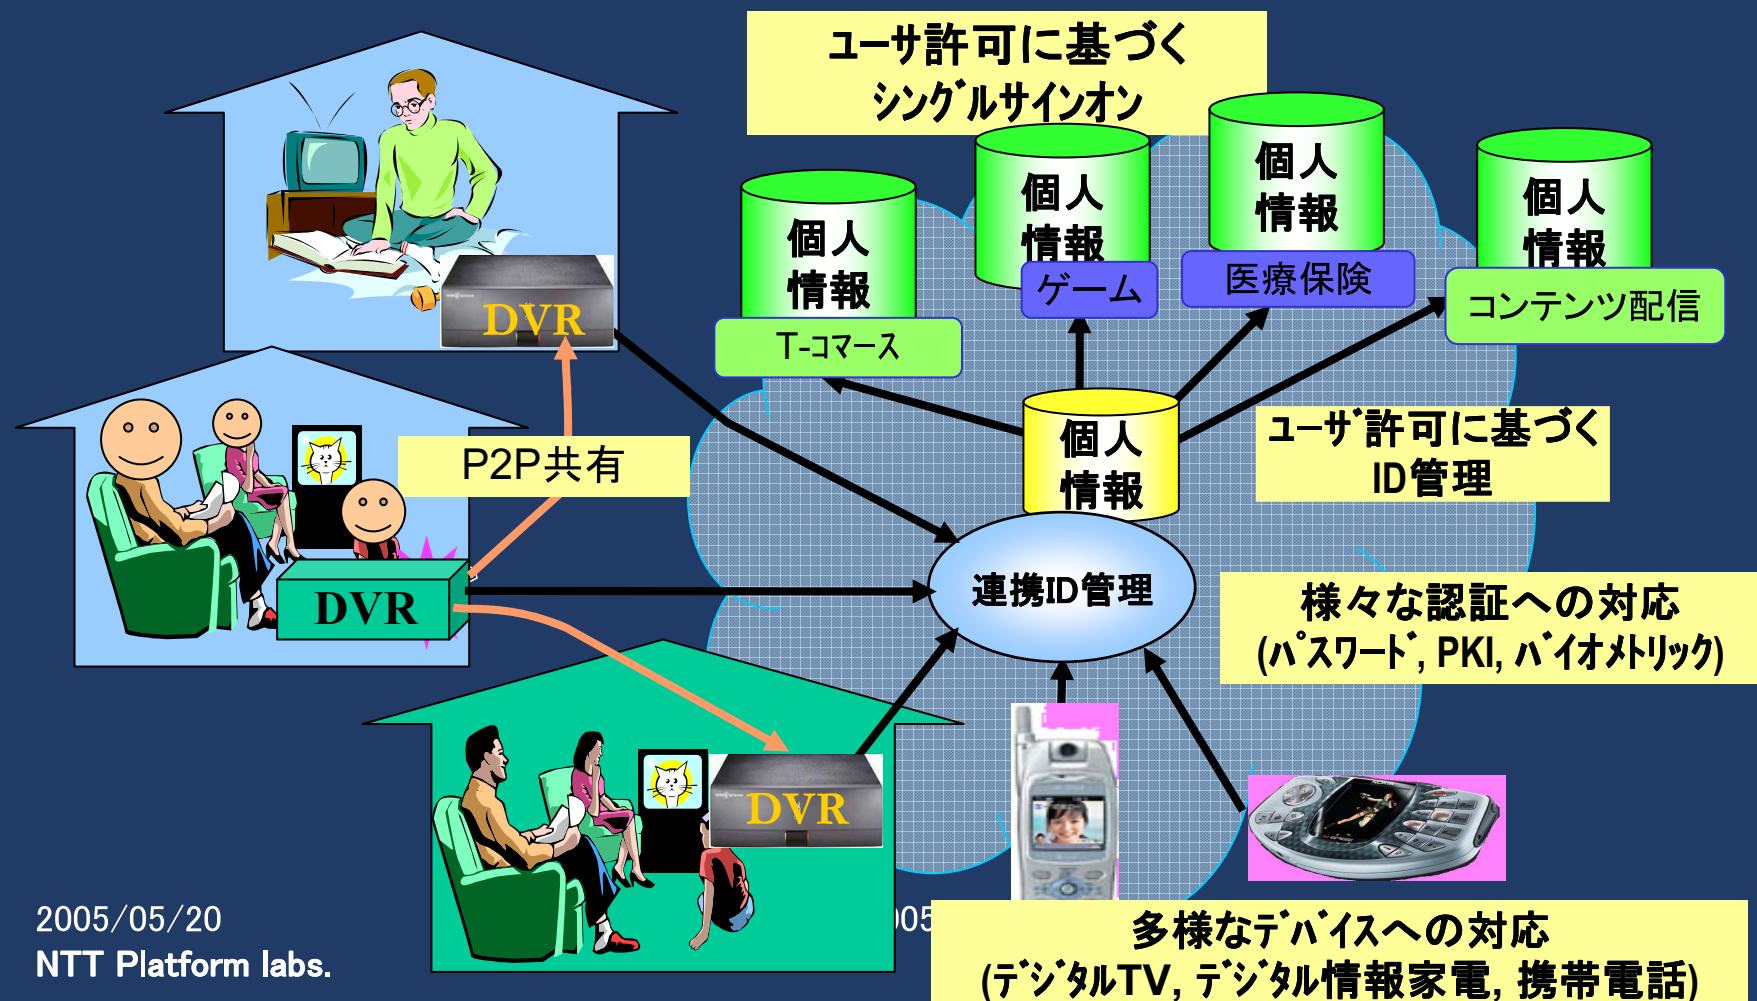 ユーザ許可に基づく
シングルサインオン
個人
情報
T-コマース
個人
情報
ゲーム
個人
情報
医療保険
個人
情報
コンテンツ配信
DVR
P2P共有
個人
情報
ユーザ許可に基づく
ID管理
DVR
連携ID管理
様々な認証への対応
(パスワード, PKI, バイオメトリック)
DVR
2005/05/20
NTT Platform labs.
多様なデバイスへの対応
(デジタルTV, デジタル情報家電, 携帯電話)